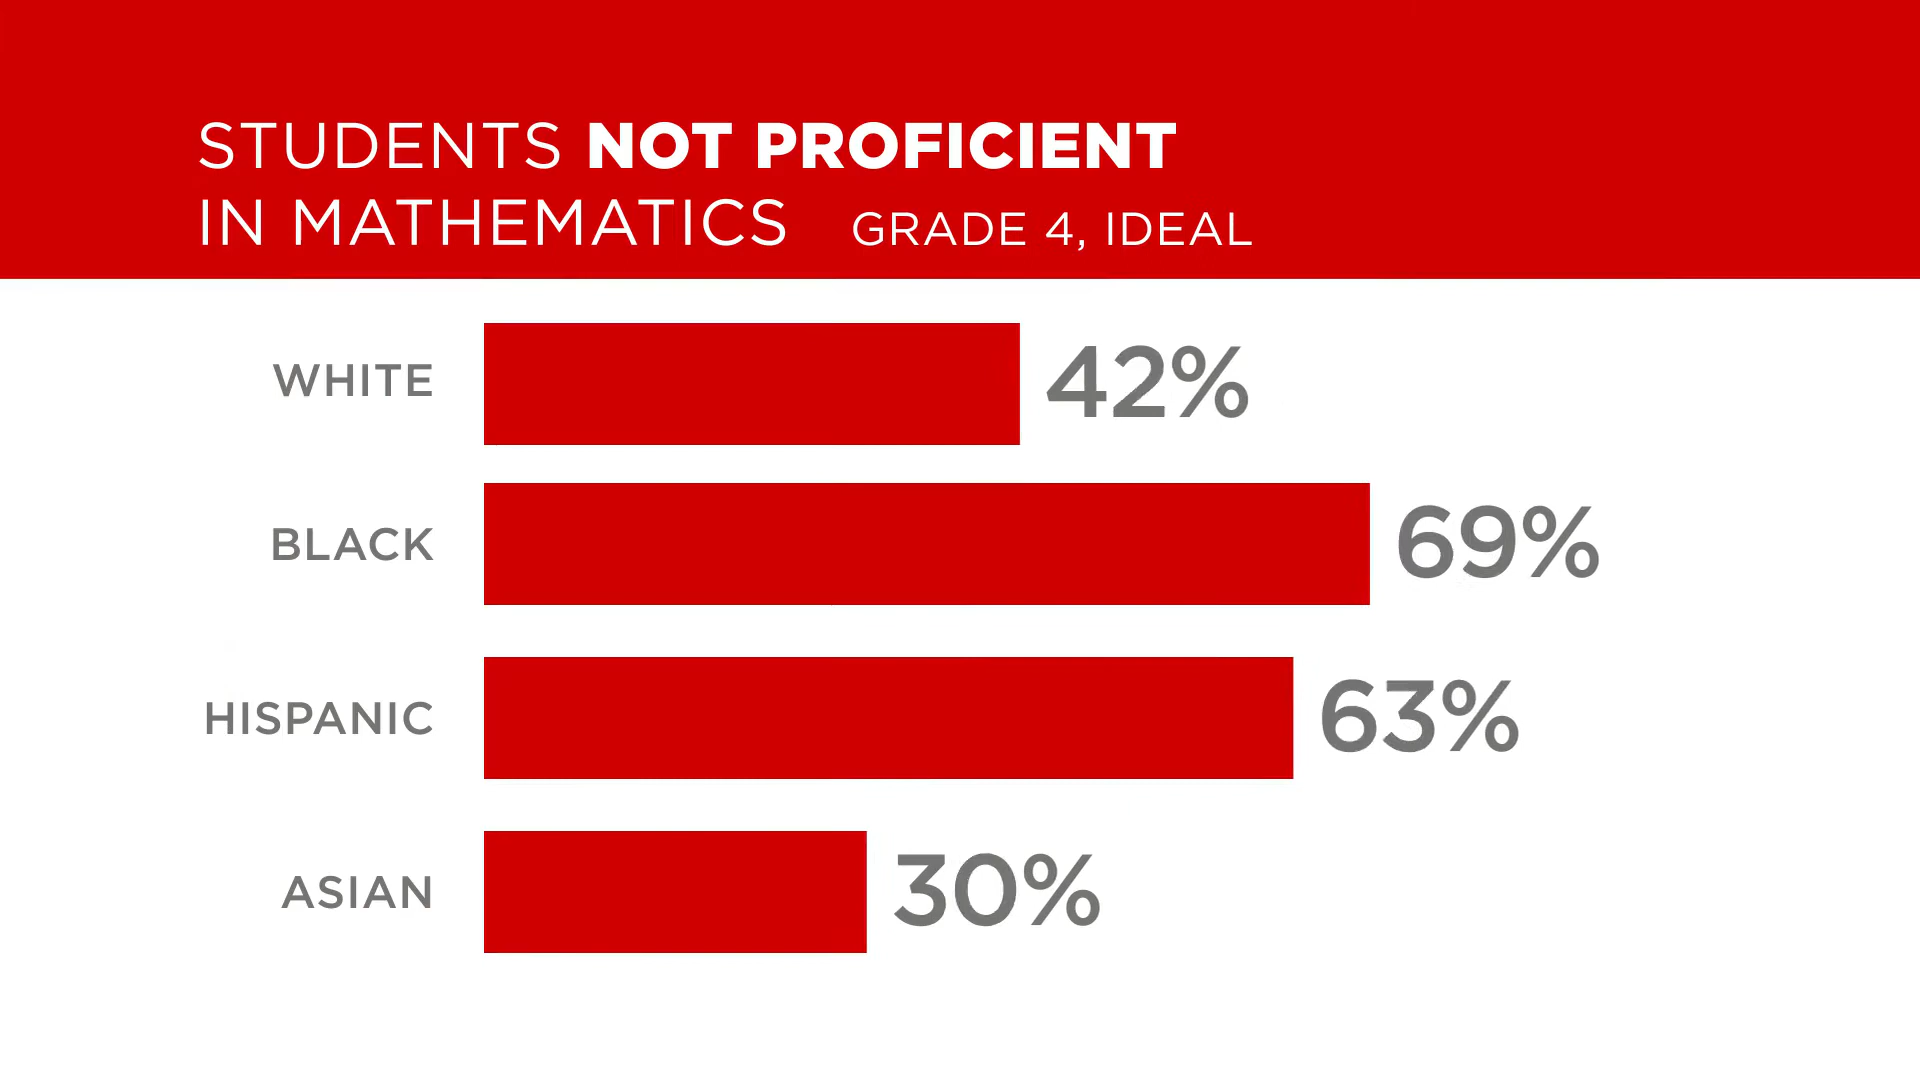 STUDENTS NOT PROFICIENT
IN MATHEMATICS GRADE 4, IDEAL
WHITE 42%
BLACK 69%
HISPANIC 63%
ASIAN 30%